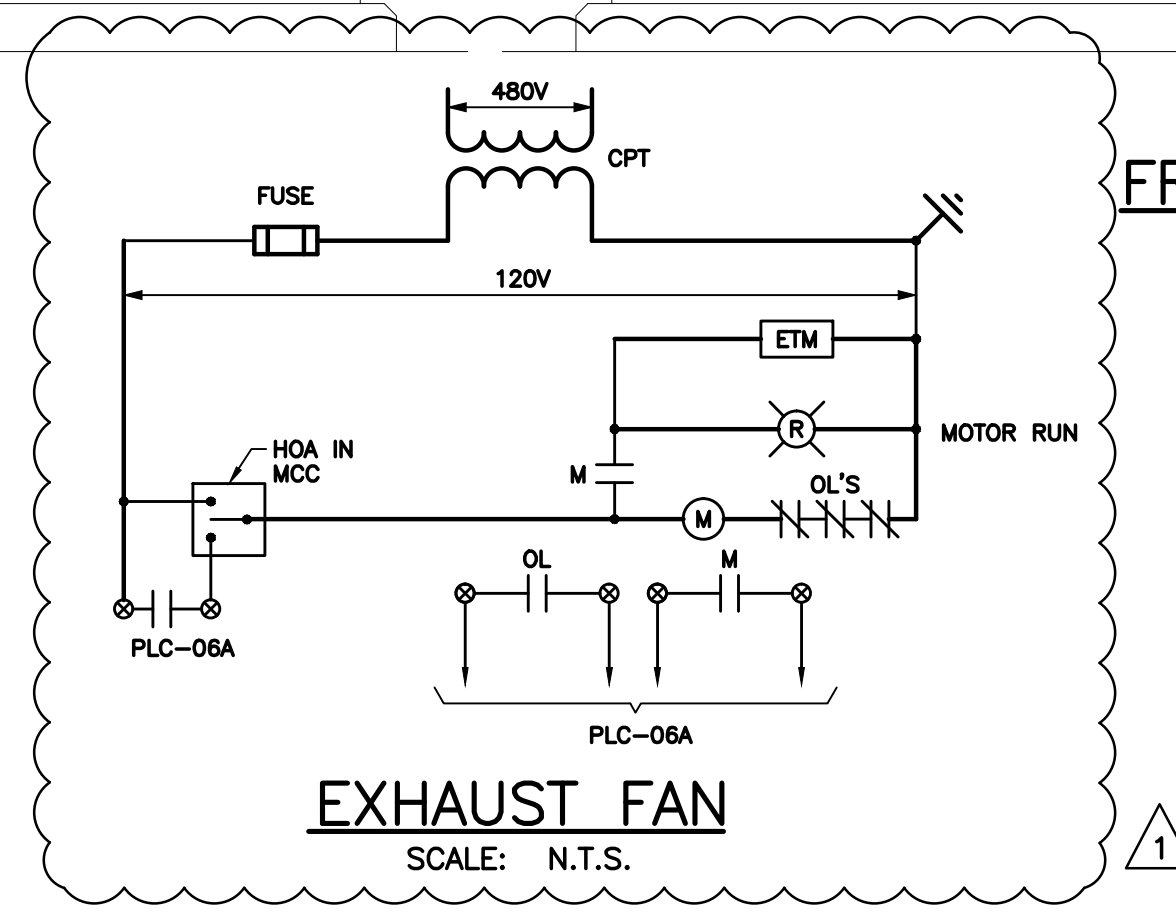 480V
CPT
FUSE
120V
ETM
R
MOTOR RUN
HOA IN
MCC
M
OL'S
M
OL
M
PLC-06A
PLC-06A
EXHAUST FAN
SCALE: N.T.S.
1